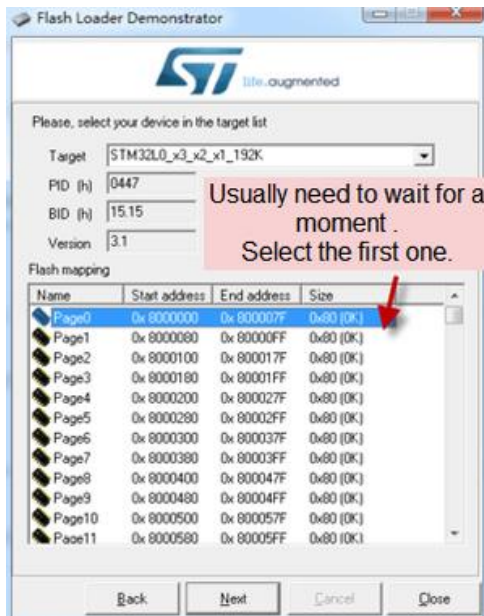 Flash Loader Demonstrator
ST life.augmented
Please, select your device in the target list
Target STM32L0_x3_x2_x1_192K
PID (h) 0447
BID (h) 15.15
Version 3.1
Usually need to wait for a
moment .
Select the first one.
Flash mapping
Name Start address End address Size
Page0 0x 8000000 0x 800007F 0x80 (0K)
Page1 0x 8000080 0x 80000FF 0x80 (0K)
Page2 0x 8000100 0x 800017F 0x80 (0K)
Page3 0x 8000180 0x 80001FF 0x80 (0K)
Page4 0x 8000200 0x 800027F 0x80 (0K)
Page5 0x 8000280 0x 80002FF 0x80 (0K)
Page6 0x 8000300 0x 800037F 0x80 (0K)
Page7 0x 8000380 0x 80003FF 0x80 (0K)
Page8 0x 8000400 0x 800047F 0x80 (0K)
Page9 0x 8000480 0x 80004FF 0x80 (0K)
Page10 0x 8000500 0x 800057F 0x80 (0K)
Page11 0x 8000580 0x 80005FF 0x80 (0K)
Back Next Cancel Close